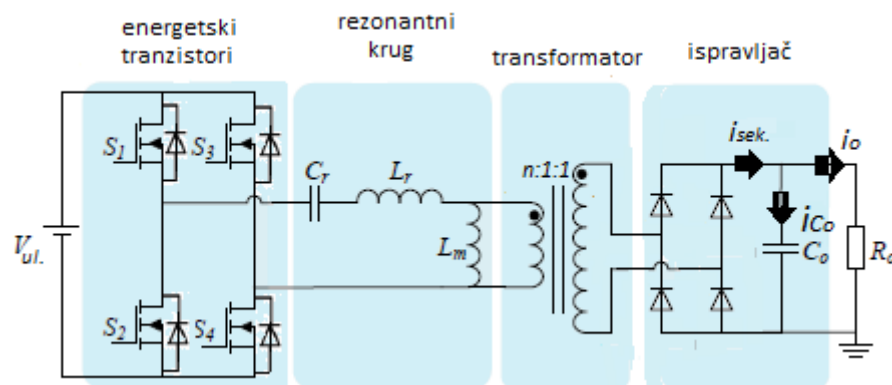 energetski
tranzistori
rezonantni
krug
transformator
ispravljač
S1
S3
Cr
Lr
n:1:1
isek.
io
Vul.
Lm
iCo
Co
S2
S4